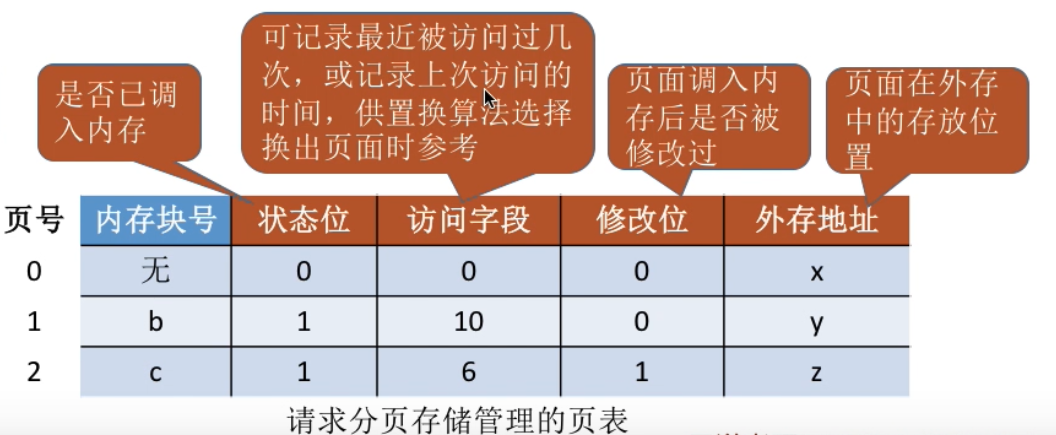 是否已调
入内存
可记录最近被访问过几
次，或记录上次访问的
时间，供置换算法选择
换出页面时参考
页面调入内
存后是否被
修改过
页面在外存
中的存放位
置
页号 内存块号 状态位 访问字段 修改位 外存地址
0 无 0 0 0 x
1 b 1 10 0 y
2 c 1 6 1 z
请求分页存储管理的页表